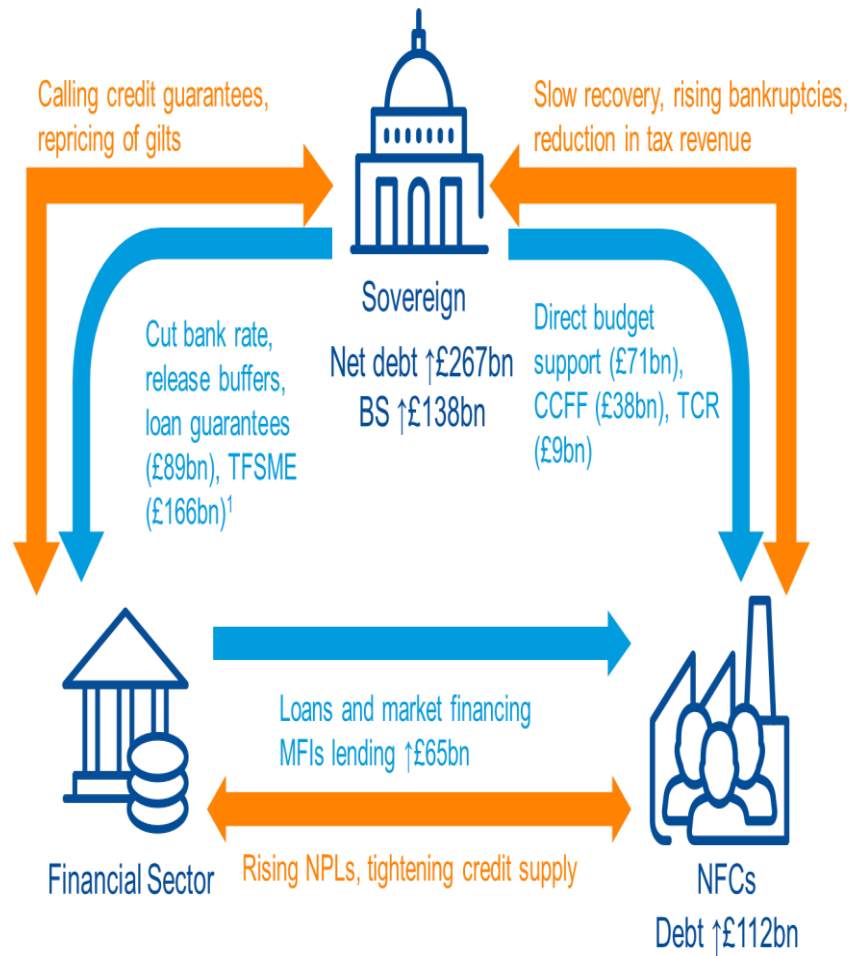 Calling credit guarantees,
repricing of gilts
Slow recovery, rising bankruptcies,
reduction in tax revenue
Sovereign
Net debt ↑£267bn
BS ↑£138bn
Cut bank rate,
release buffers,
loan guarantees
(£89bn), TFSME
(£166bn)¹
Direct budget
support (£71bn),
CCFF (£38bn), TCR
(£9bn)
Loans and market financing
MFIs lending ↑£65bn
Financial Sector
Rising NPLs, tightening credit supply
NFCs
Debt ↑£112bn